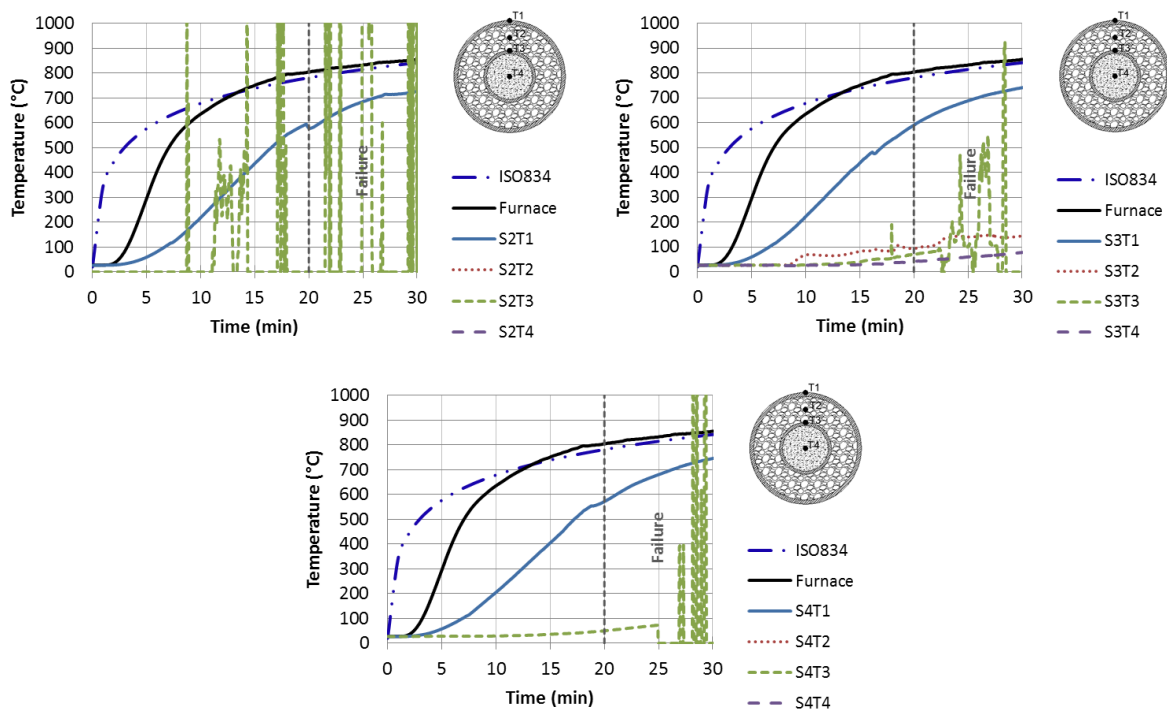 1000
900
800
700
600
500
400
300
200
100
0
Temperature (°C)
0 5 10 15 20 25 30
Time (min)
Failure
T1
T2
T3
T4
ISO834
Furnace
S2T1
S2T2
S2T3
S2T4
1000
900
800
700
600
500
400
300
200
100
0
Temperature (°C)
0 5 10 15 20 25 30
Time (min)
Failure
T1
T2
T3
T4
ISO834
Furnace
S3T1
S3T2
S3T3
S3T4
1000
900
800
700
600
500
400
300
200
100
0
Temperature (°C)
0 5 10 15 20 25 30
Time (min)
Failure
T1
T2
T3
T4
ISO834
Furnace
S4T1
S4T2
S4T3
S4T4